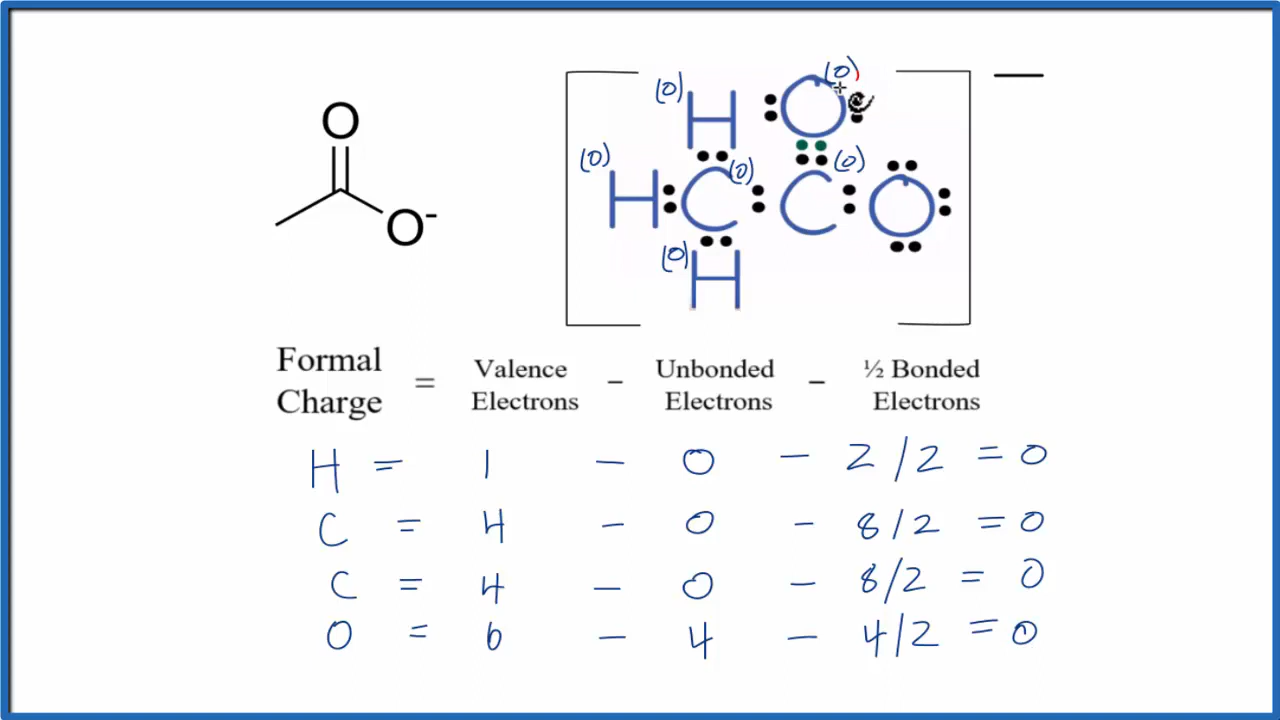 O
O-
(0) H (0) O
(0) H (0) C (0) C O
(0) H
−
Formal Charge = Valence Electrons − Unbonded Electrons − ½ Bonded Electrons
H = 1 − 0 − 2/2 = 0
C = 4 − 0 − 8/2 = 0
C = 4 − 0 − 8/2 = 0
O = 6 − 4 − 4/2 = 0